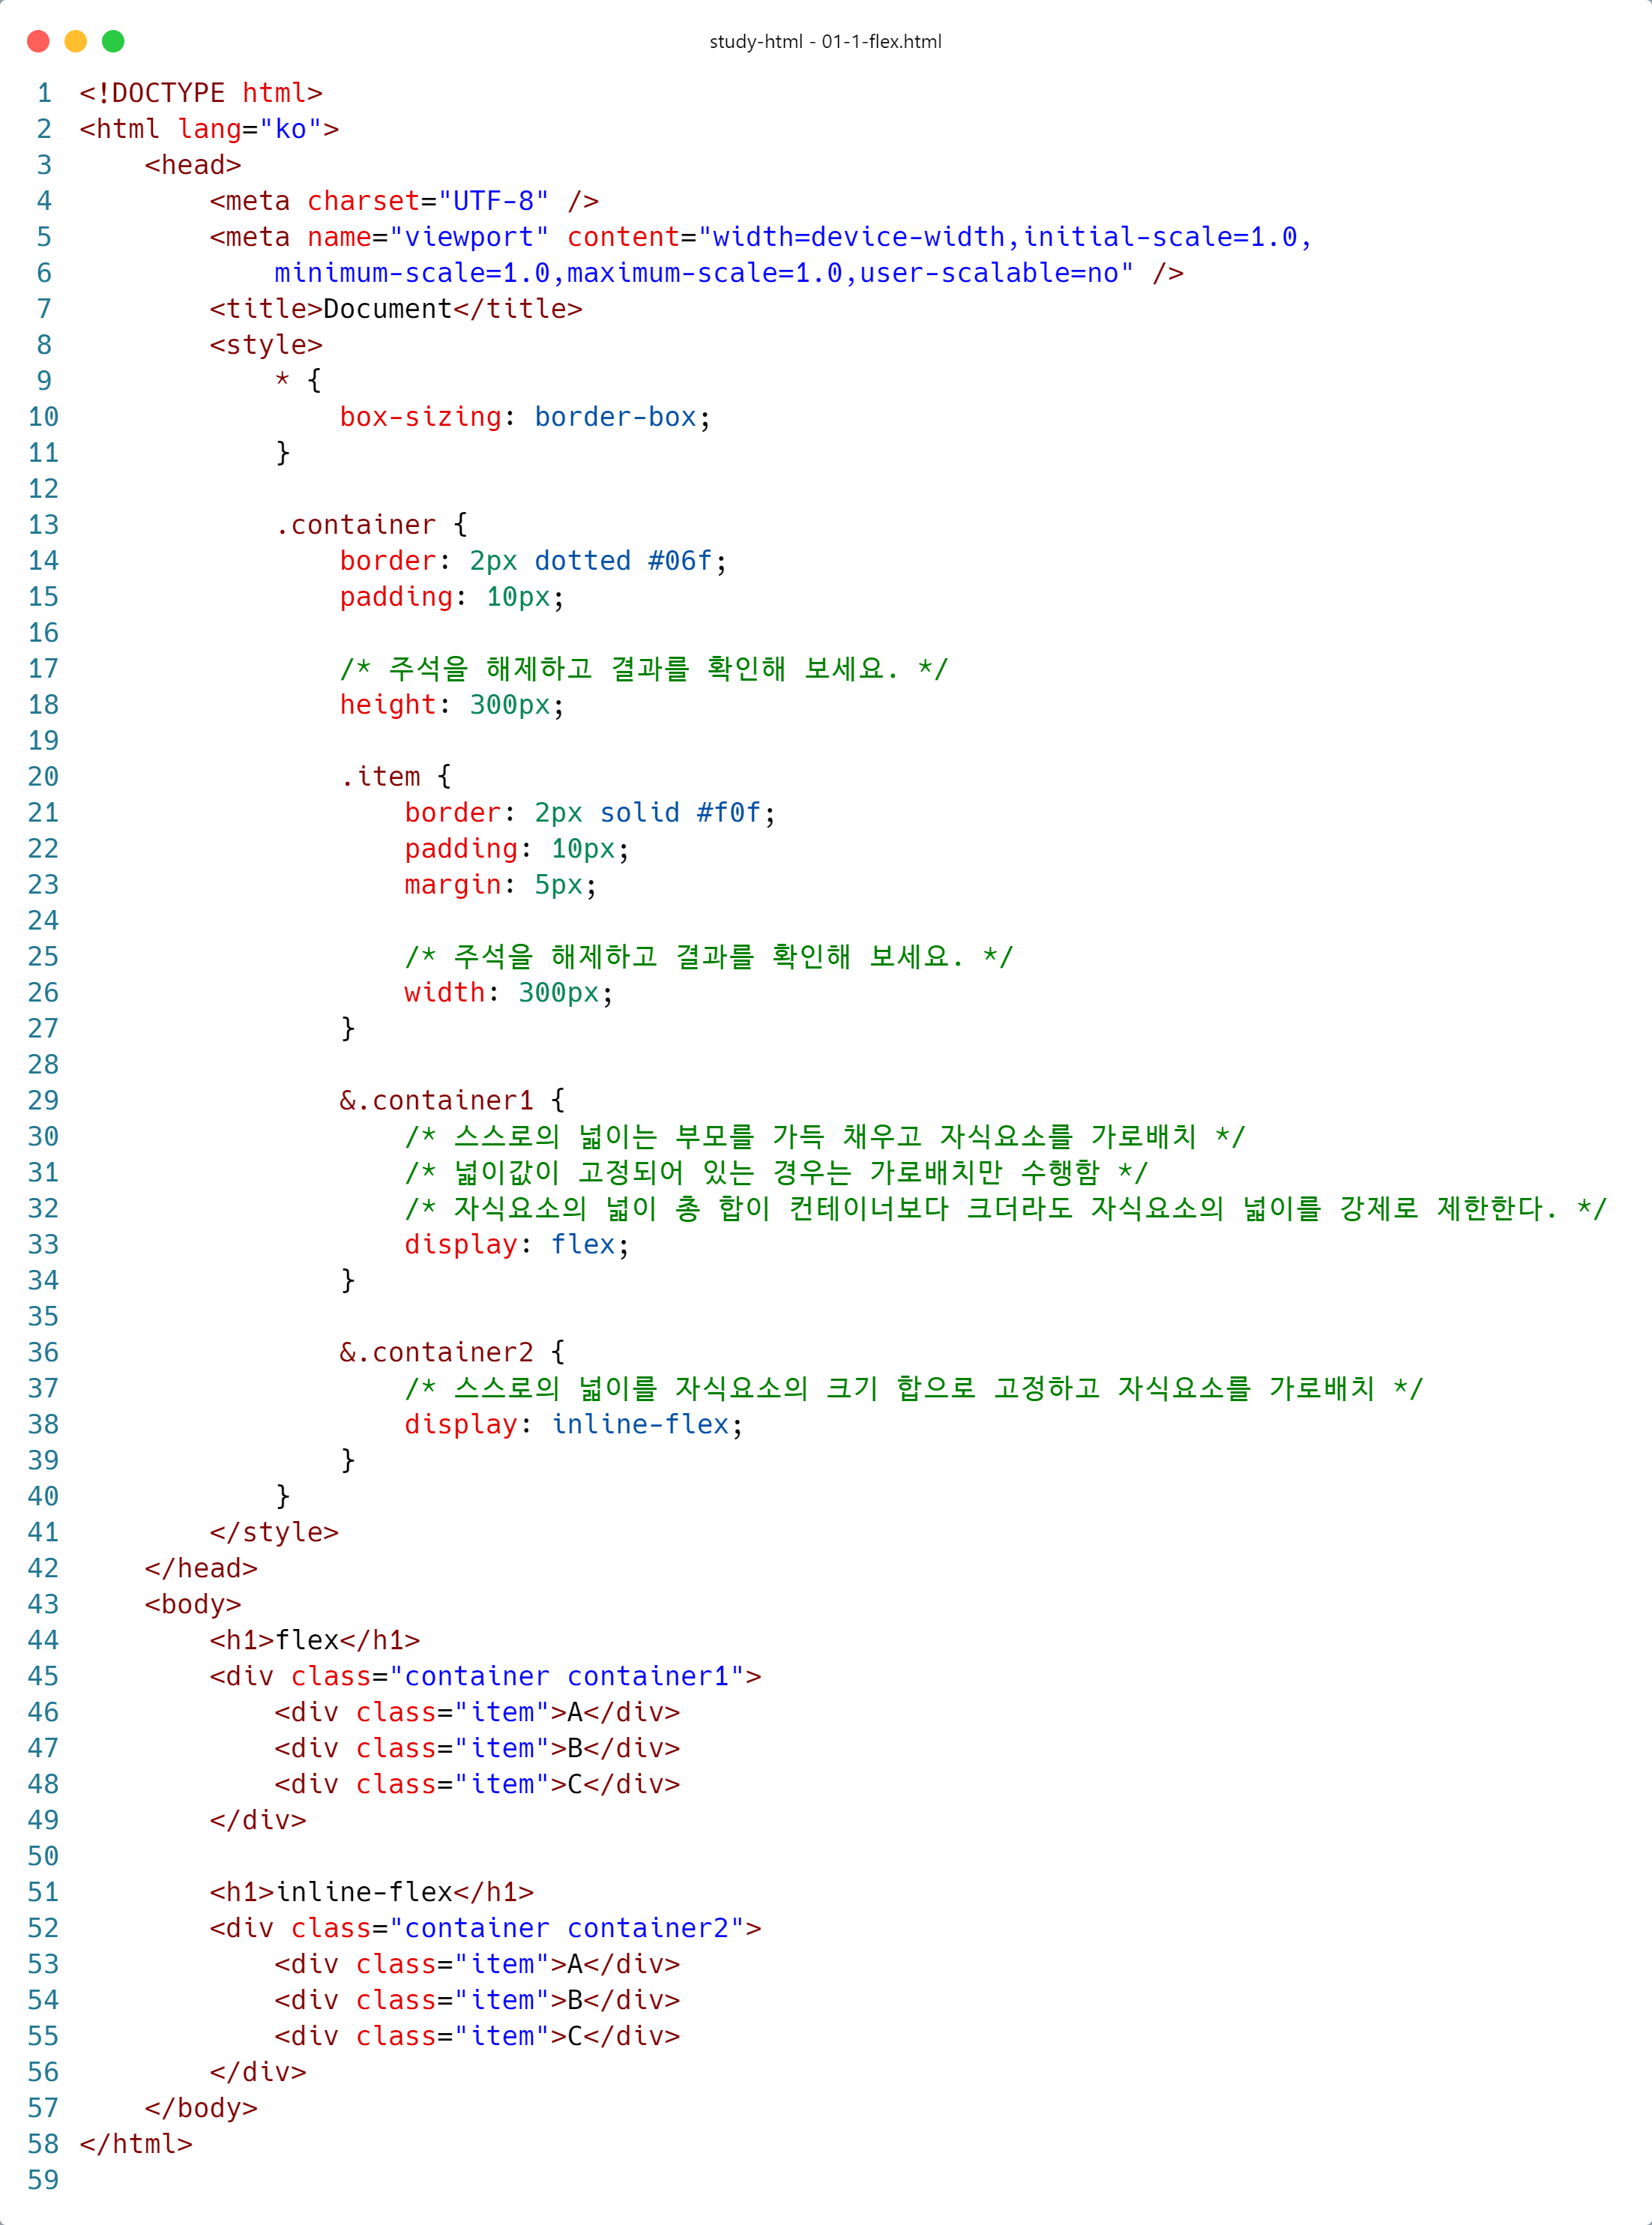 study-html - 01-1-flex.html
1 <!DOCTYPE html>
2 <html lang="ko">
3     <head>
4         <meta charset="UTF-8" />
5         <meta name="viewport" content="width=device-width,initial-scale=1.0,
6             minimum-scale=1.0,maximum-scale=1.0,user-scalable=no" />
7         <title>Document</title>
8         <style>
9             * {
10                 box-sizing: border-box;
11             }
12
13             .container {
14                 border: 2px dotted #06f;
15                 padding: 10px;
16
17                 /* 주석을 해제하고 결과를 확인해 보세요. */
18                 height: 300px;
19
20                 .item {
21                     border: 2px solid #f0f;
22                     padding: 10px;
23                     margin: 5px;
24
25                     /* 주석을 해제하고 결과를 확인해 보세요. */
26                     width: 300px;
27                 }
28
29                 &.container1 {
30                     /* 스스로의 넓이는 부모를 가득 채우고 자식요소를 가로배치 */
31                     /* 넓이값이 고정되어 있는 경우는 가로배치만 수행함 */
32                     /* 자식요소의 넓이 총 합이 컨테이너보다 크더라도 자식요소의 넓이를 강제로 제한한다. */
33                     display: flex;
34                 }
35
36                 &.container2 {
37                     /* 스스로의 넓이를 자식요소의 크기 합으로 고정하고 자식요소를 가로배치 */
38                     display: inline-flex;
39                 }
40             }
41         </style>
42     </head>
43     <body>
44         <h1>flex</h1>
45         <div class="container container1">
46             <div class="item">A</div>
47             <div class="item">B</div>
48             <div class="item">C</div>
49         </div>
50
51         <h1>inline-flex</h1>
52         <div class="container container2">
53             <div class="item">A</div>
54             <div class="item">B</div>
55             <div class="item">C</div>
56         </div>
57     </body>
58 </html>
59